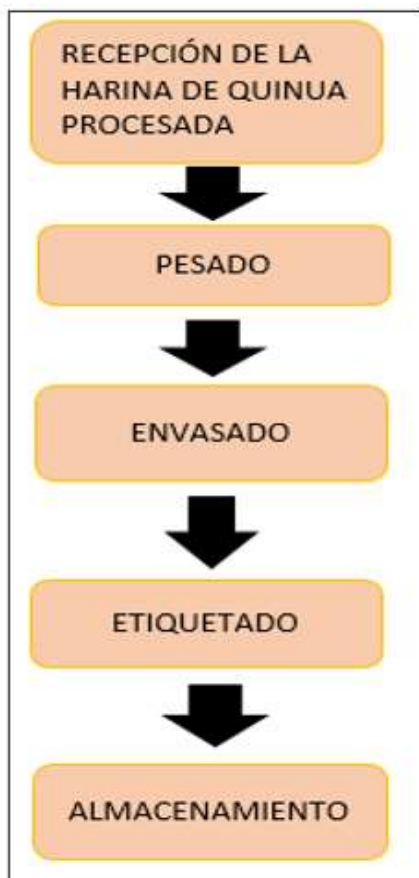 RECEPCIÓN DE LA
HARINA DE QUINUA
PROCESADA
PESADO
ENVASADO
ETIQUETADO
ALMACENAMIENTO